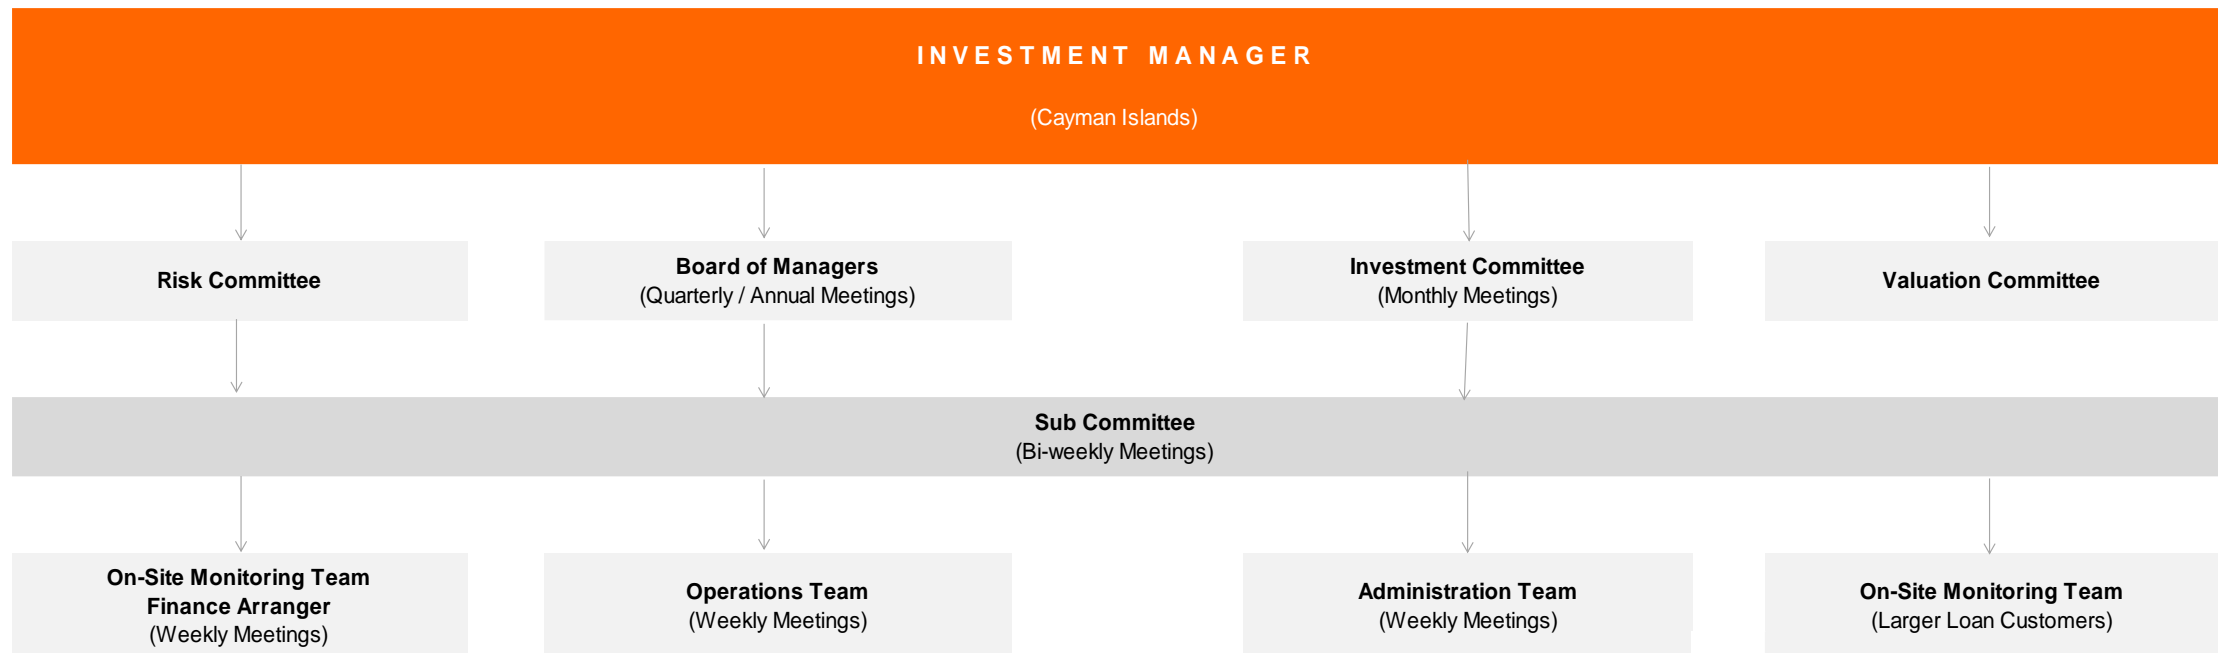 INVESTMENT MANAGER
(Cayman Islands)
Risk Committee
Board of Managers
(Quarterly / Annual Meetings)
Investment Committee
(Monthly Meetings)
Valuation Committee
Sub Committee
(Bi-weekly Meetings)
On-Site Monitoring Team
Finance Arranger
(Weekly Meetings)
Operations Team
(Weekly Meetings)
Administration Team
(Weekly Meetings)
On-Site Monitoring Team
(Larger Loan Customers)